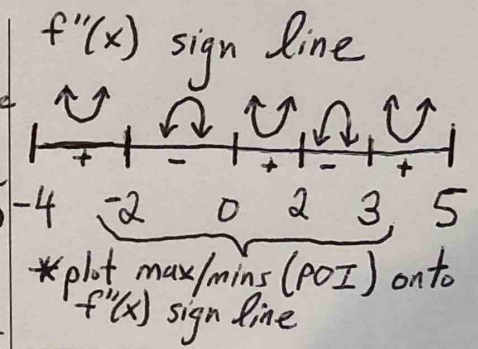 f"(x) sign line
+ - + - +
-4 -2 0 2 3 5
*plot max/mins (POI) onto
f"(x) sign line